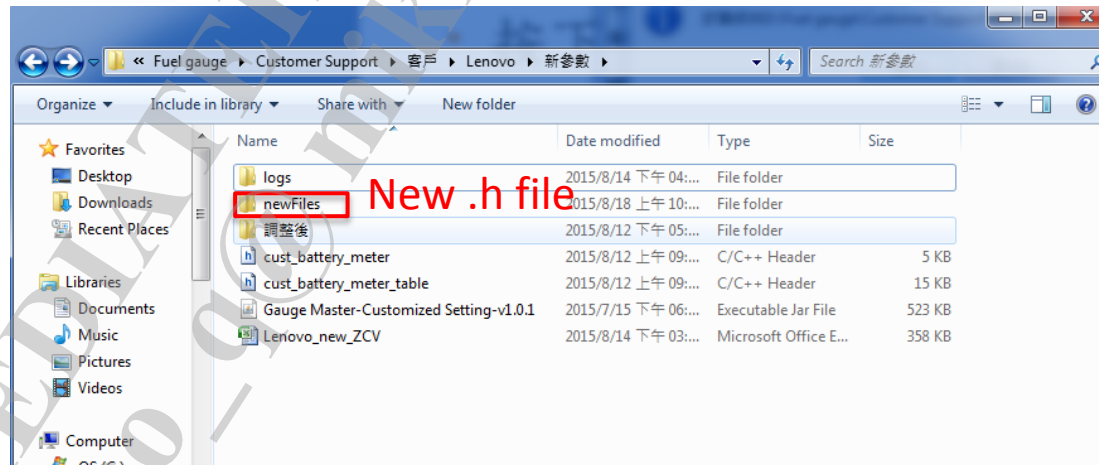 « Fuel gauge ▸ Customer Support ▸ 客戶 ▸ Lenovo ▸ 新參數 ▸
Search 新參數
Organize ▾ Include in library ▾ Share with ▾ New folder
Name Date modified Type Size
Favorites
Desktop
Downloads
Recent Places
Libraries
Documents
Music
Pictures
Videos
Computer
logs 2015/8/14 下午 04:... File folder
newFiles 2015/8/18 上午 10:... File folder
New .h file
調整後 2015/8/12 下午 05:... File folder
cust_battery_meter 2015/8/12 上午 09:... C/C++ Header 5 KB
cust_battery_meter_table 2015/8/12 上午 09:... C/C++ Header 15 KB
Gauge Master-Customized Setting-v1.0.1 2015/7/15 下午 06:... Executable Jar File 523 KB
Lenovo_new_ZCV 2015/8/14 下午 03:... Microsoft Office E... 358 KB